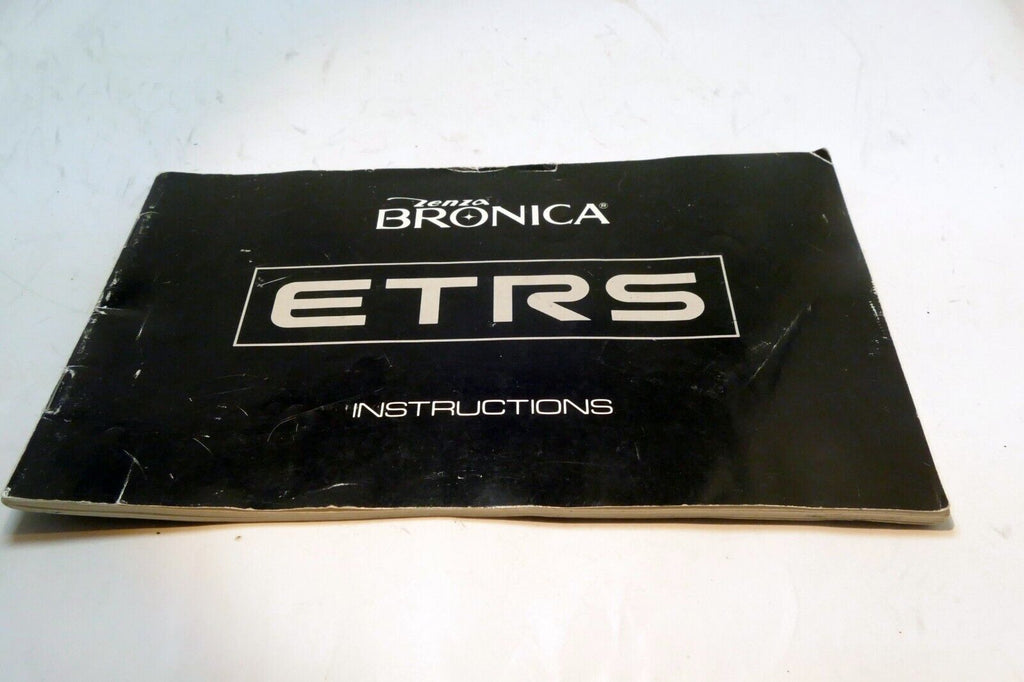 Zenza
BRONICA®
ETRS
INSTRUCTIONS